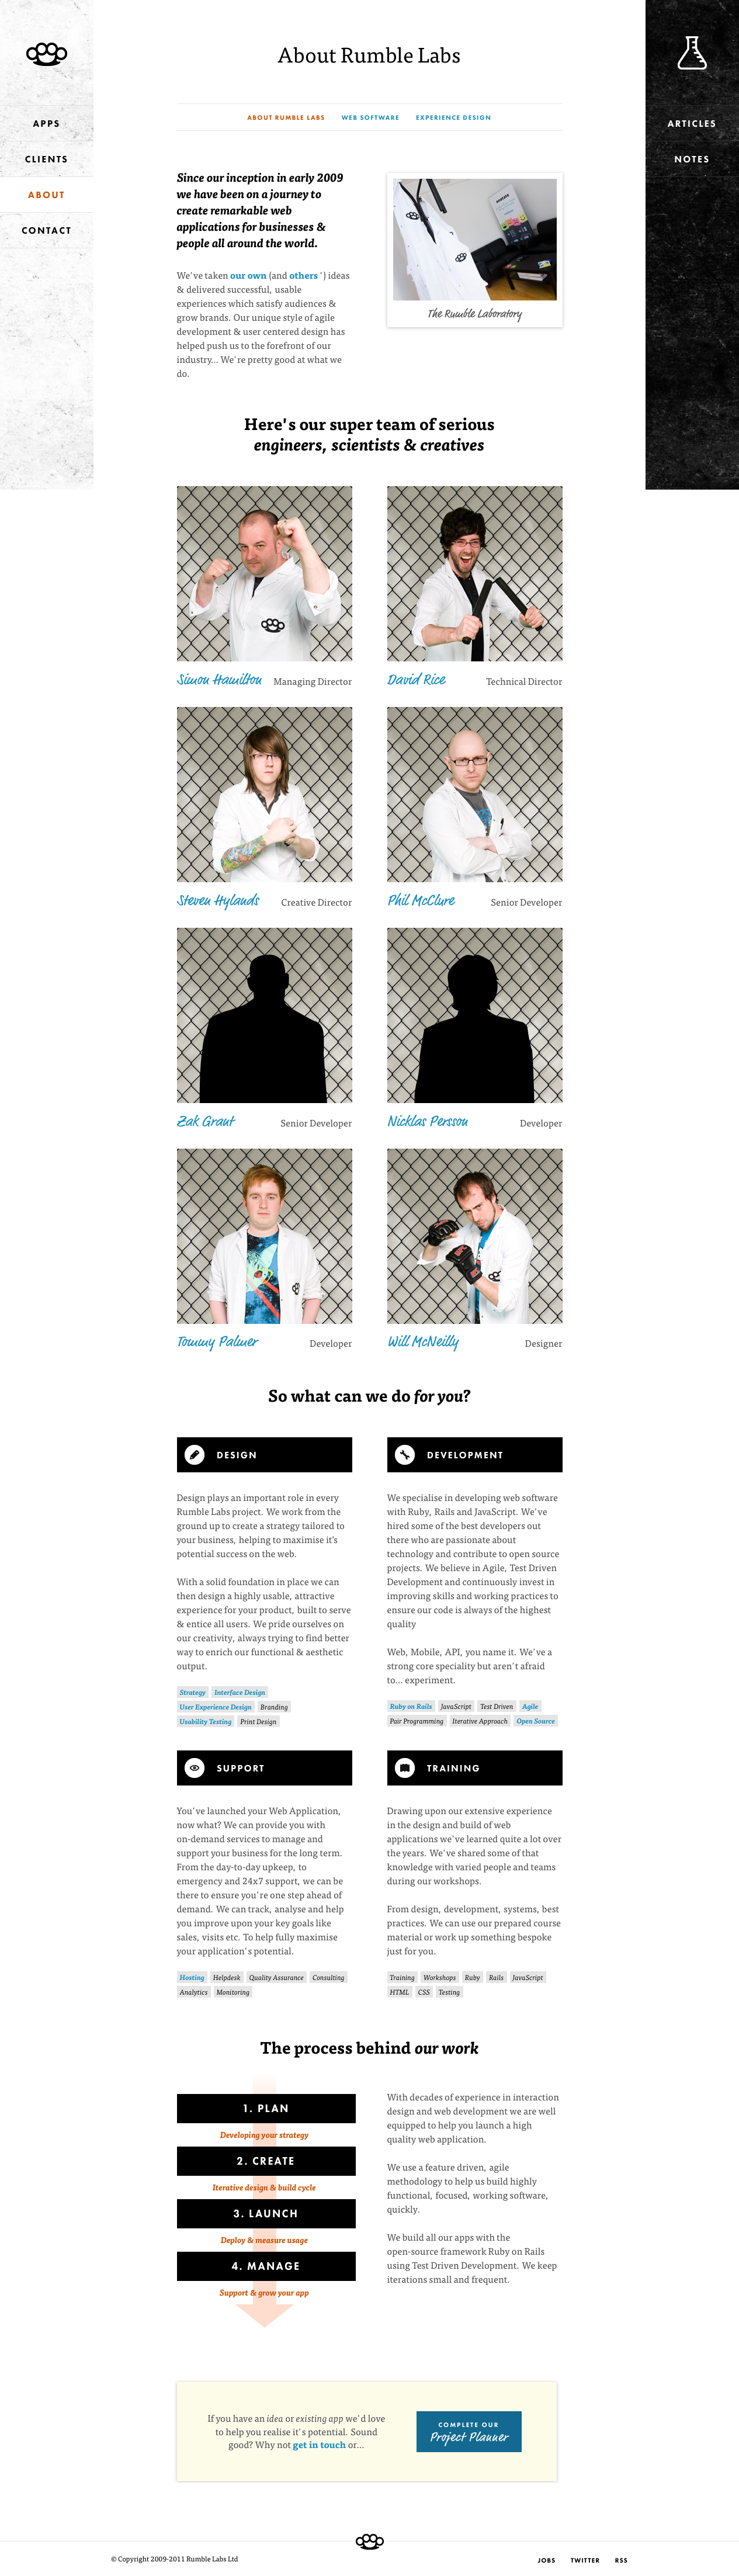 About Rumble Labs
APPS
CLIENTS
ABOUT
CONTACT
ARTICLES
NOTES
ABOUT RUMBLE LABS WEB SOFTWARE EXPERIENCE DESIGN
Since our inception in early 2009
we have been on a journey to
create remarkable web
applications for businesses &
people all around the world.
We've taken our own (and others') ideas
& delivered successful, usable
experiences which satisfy audiences &
grow brands. Our unique style of agile
development & user centered design has
helped push us to the forefront of our
industry... We're pretty good at what we
do.
The Rumble Laboratory
Here's our super team of serious
engineers, scientists & creatives
Simon Hamilton Managing Director
David Rice Technical Director
Steven Hylands Creative Director
Phil McClure Senior Developer
Zak Grant Senior Developer
Nicklas Persson Developer
Tommy Palmer Developer
Will McNeilly Designer
So what can we do for you?
DESIGN
Design plays an important role in every
Rumble Labs project. We work from the
ground up to create a strategy tailored to
your business, helping to maximise it's
potential success on the web.
With a solid foundation in place we can
then design a highly usable, attractive
experience for your product, built to serve
& entice all users. We pride ourselves on
our creativity, always trying to find better
way to enrich our functional & aesthetic
output.
Strategy Interface Design
User Experience Design Branding
Usability Testing Print Design
DEVELOPMENT
We specialise in developing web software
with Ruby, Rails and JavaScript. We've
hired some of the best developers out
there who are passionate about
technology and contribute to open source
projects. We believe in Agile, Test Driven
Development and continuously invest in
improving skills and working practices to
ensure our code is always of the highest
quality
Web, Mobile, API, you name it. We've a
strong core speciality but aren't afraid
to... experiment.
Ruby on Rails JavaScript Test Driven Agile
Pair Programming Iterative Approach Open Source
SUPPORT
You've launched your Web Application,
now what? We can provide you with
on-demand services to manage and
support your business for the long term.
From the day-to-day upkeep, to
emergency and 24x7 support, we can be
there to ensure you're one step ahead of
demand. We can track, analyse and help
you improve upon your key goals like
sales, visits etc. To help fully maximise
your application's potential.
Hosting Helpdesk Quality Assurance Consulting
Analytics Monitoring
TRAINING
Drawing upon our extensive experience
in the design and build of web
applications we've learned quite a lot over
the years. We've shared some of that
knowledge with varied people and teams
during our workshops.
From design, development, systems, best
practices. We can use our prepared course
material or work up something bespoke
just for you.
Training Workshops Ruby Rails JavaScript
HTML CSS Testing
The process behind our work
1. PLAN
Developing your strategy
2. CREATE
Iterative design & build cycle
3. LAUNCH
Deploy & measure usage
4. MANAGE
Support & grow your app
With decades of experience in interaction
design and web development we are well
equipped to help you launch a high
quality web application.
We use a feature driven, agile
methodology to help us build highly
functional, focused, working software,
quickly.
We build all our apps with the
open-source framework Ruby on Rails
using Test Driven Development. We keep
iterations small and frequent.
If you have an idea or existing app we'd love
to help you realise it's potential. Sound
good? Why not get in touch or...
COMPLETE OUR
Project Planner
© Copyright 2009-2011 Rumble Labs Ltd
JOBS TWITTER RSS